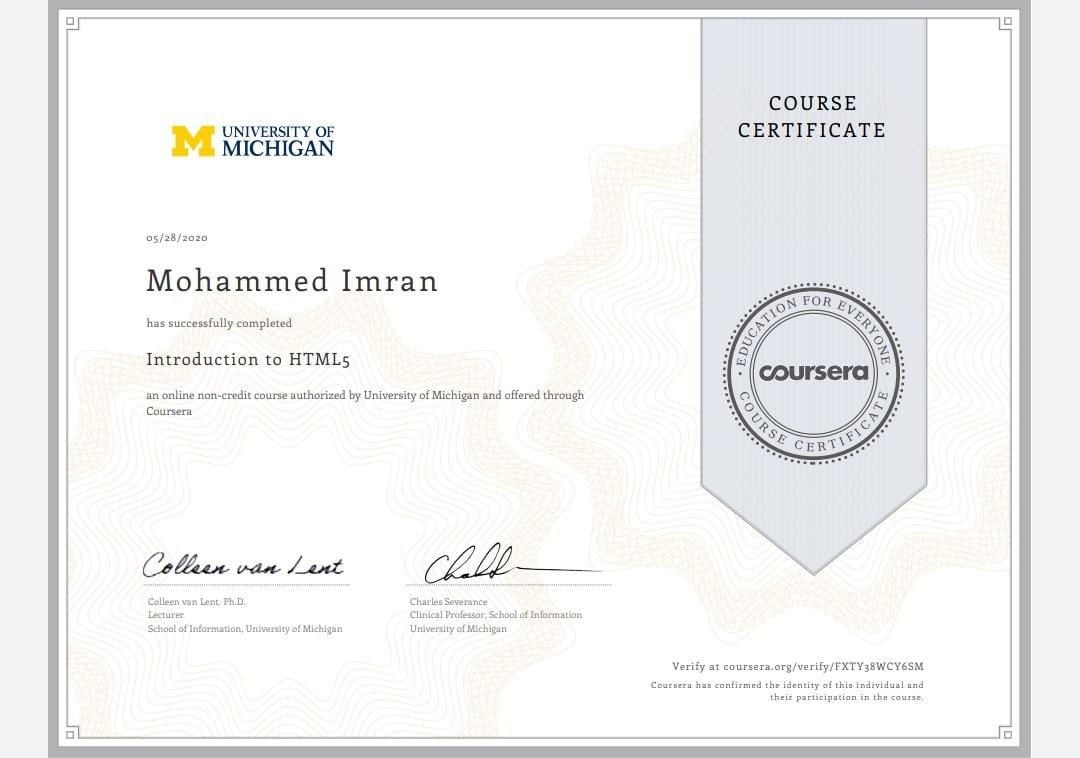 COURSE
CERTIFICATE
M UNIVERSITY OF
MICHIGAN
05/28/2020
Mohammed Imran
has successfully completed
Introduction to HTML5
an online non-credit course authorized by University of Michigan and offered through
Coursera
EDUCATION FOR EVERYONE
coursera
COURSE CERTIFICATE
Colleen van Lent
Colleen van Lent, Ph.D.
Lecturer
School of Information, University of Michigan
Charles Severance
Clinical Professor, School of Information
University of Michigan
Verify at coursera.org/verify/FXTY38WCY6SM
Coursera has confirmed the identity of this individual and
their participation in the course.